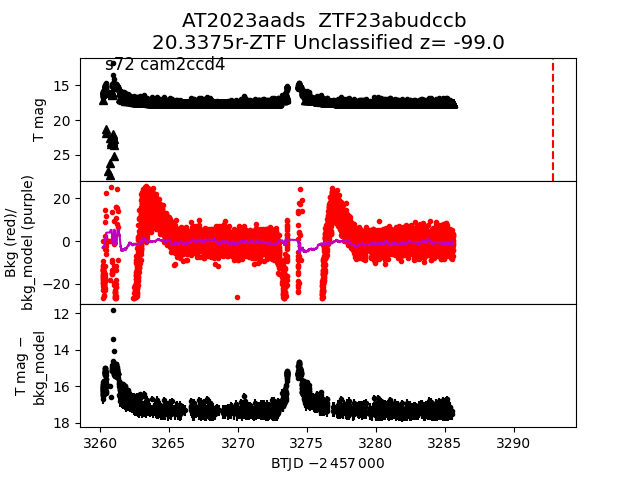 AT2023aads  ZTF23abudccb
20.3375r-ZTF Unclassified z= -99.0
s72 cam2ccd4
T mag
15
20
25
Bkg (red)/
bkg_model (purple)
20
0
−20
T mag −
bkg_model
12
14
16
18
3260
3265
3270
3275
3280
3285
3290
BTJD −2 457 000